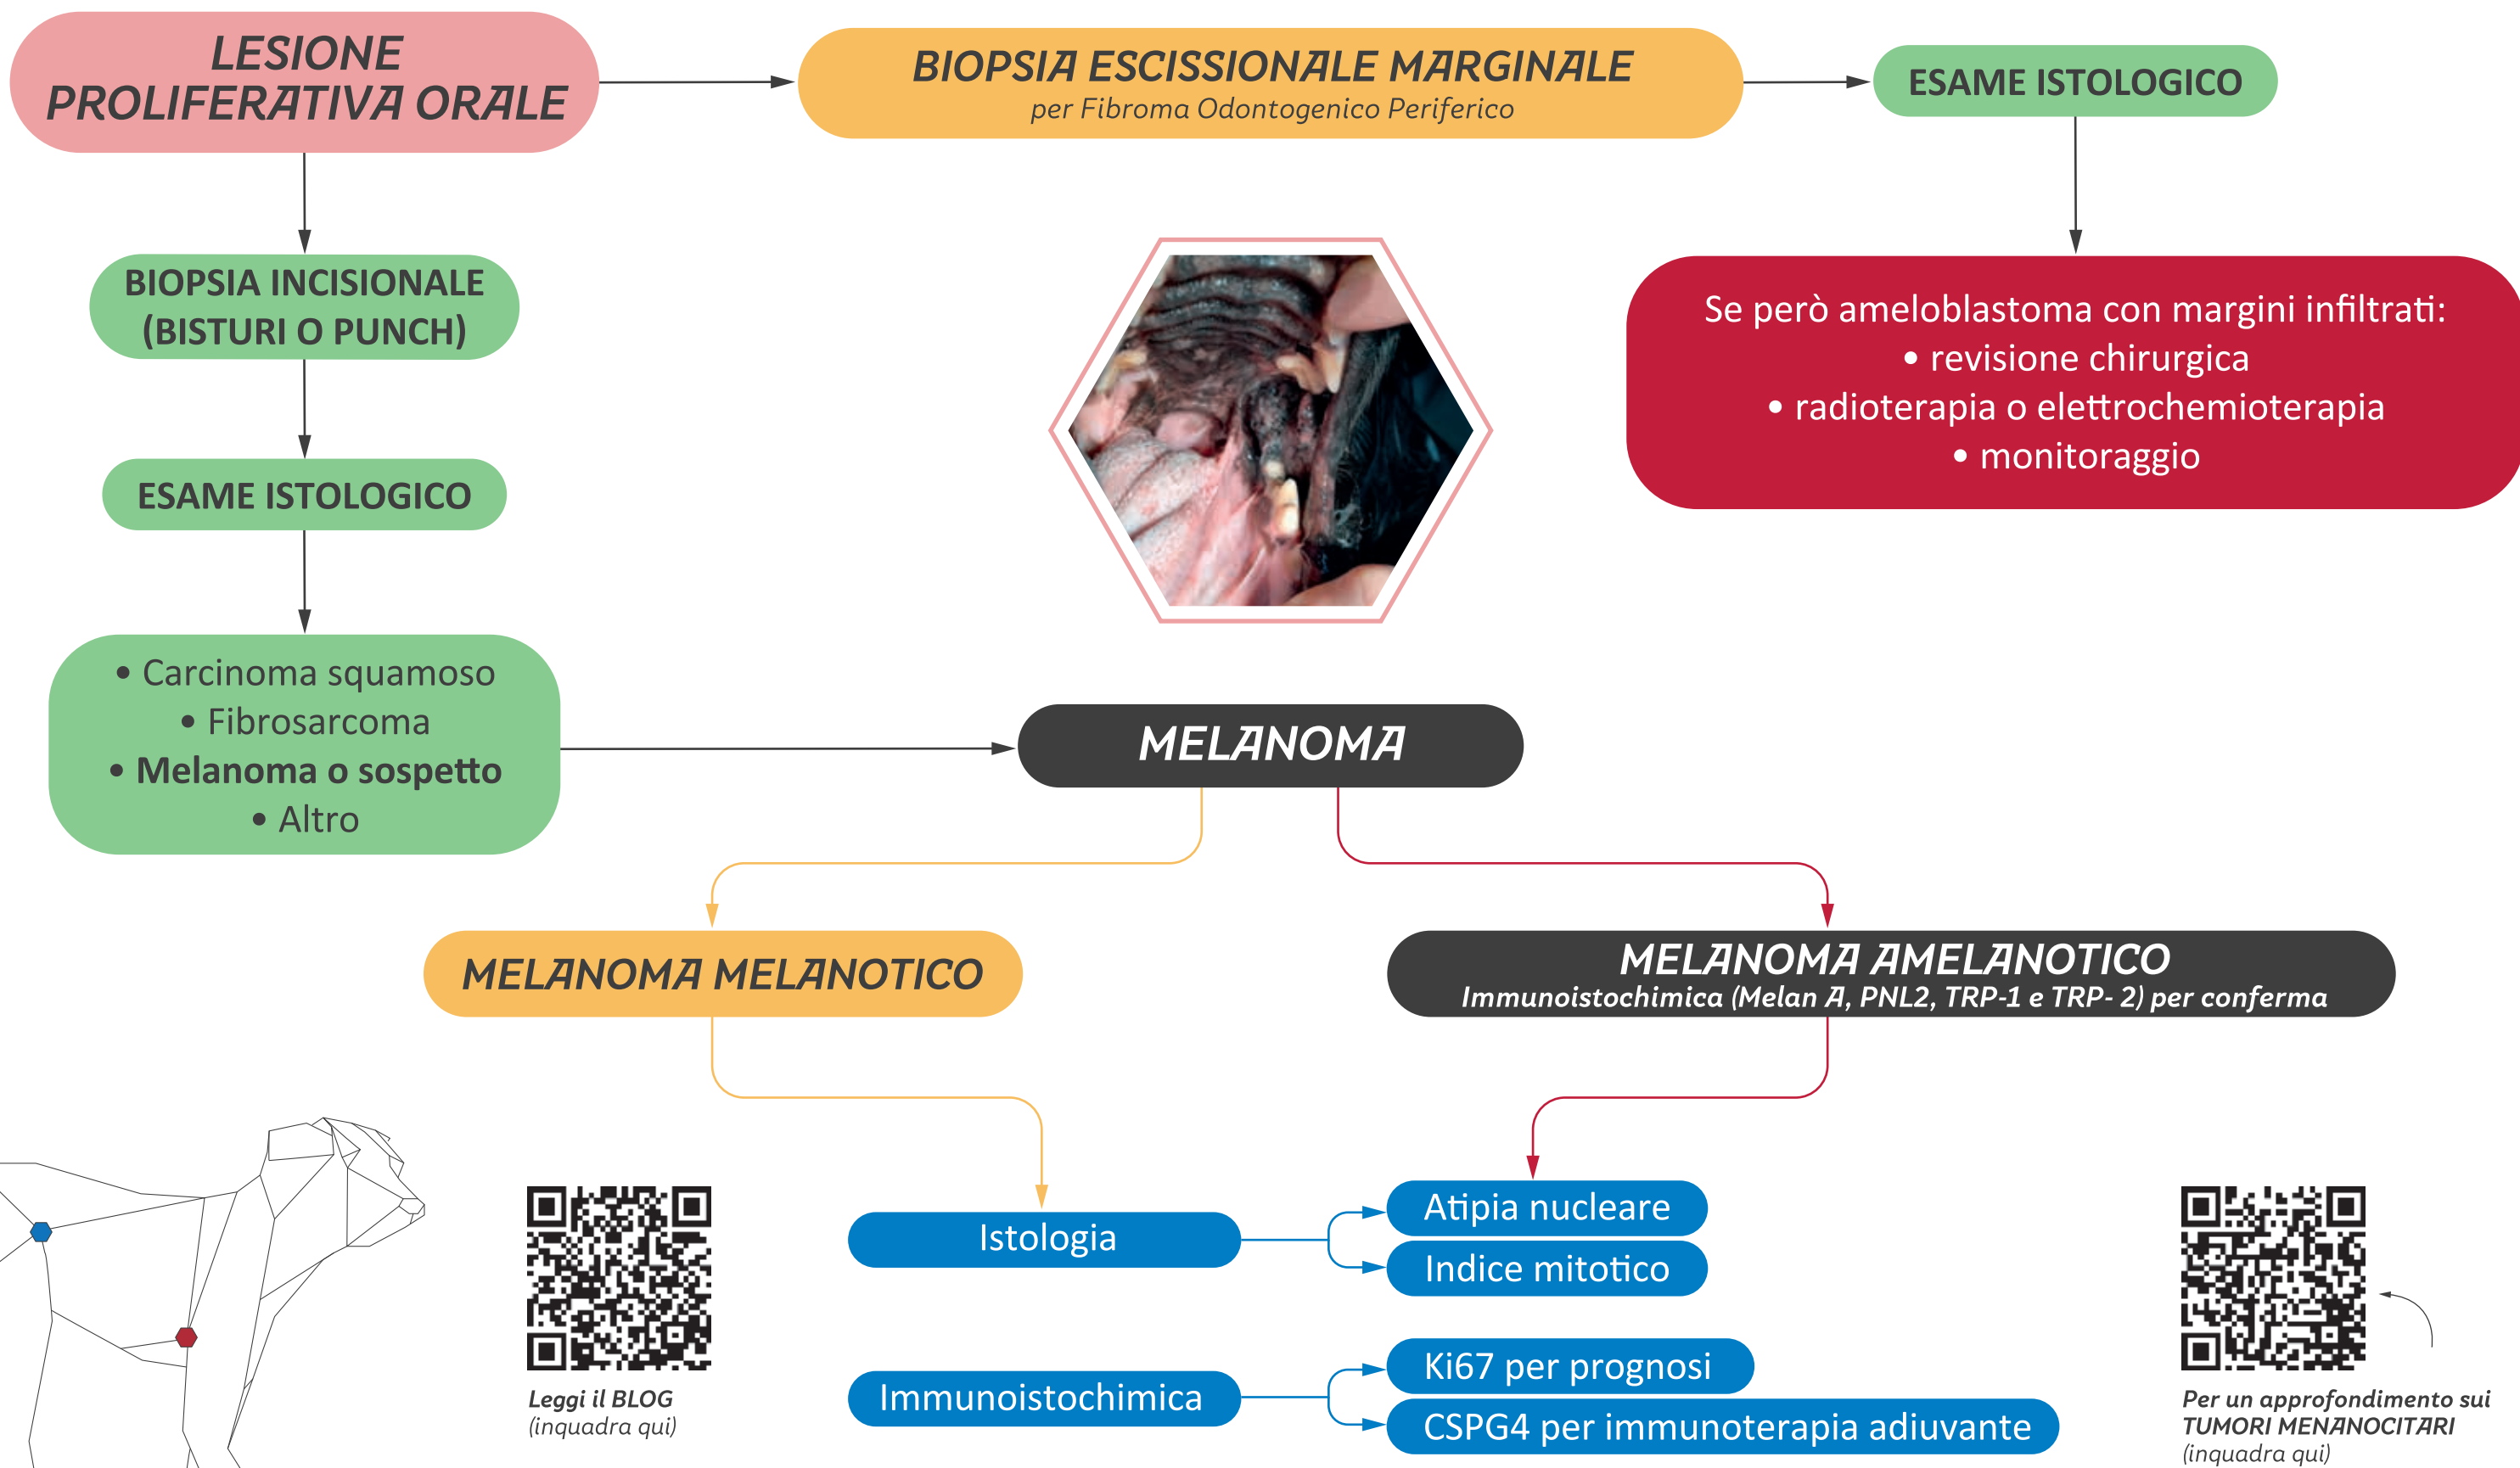 LESIONE
PROLIFERATIVA ORALE
BIOPSIA ESCISSIONALE MARGINALE
per Fibroma Odontogenico Periferico
ESAME ISTOLOGICO
BIOPSIA INCISIONALE
(BISTURI O PUNCH)
Se però ameloblastoma con margini infiltrati:
• revisione chirurgica
• radioterapia o elettrochemioterapia
• monitoraggio
ESAME ISTOLOGICO
• Carcinoma squamoso
• Fibrosarcoma
• Melanoma o sospetto
• Altro
MELANOMA
MELANOMA MELANOTICO
MELANOMA AMELANOTICO
Immunoistochimica (Melan A, PNL2, TRP-1 e TRP- 2) per conferma
Istologia
Atipia nucleare
Indice mitotico
Immunoistochimica
Ki67 per prognosi
CSPG4 per immunoterapia adiuvante
Leggi il BLOG
(inquadra qui)
Per un approfondimento sui
TUMORI MENANOCITARI
(inquadra qui)